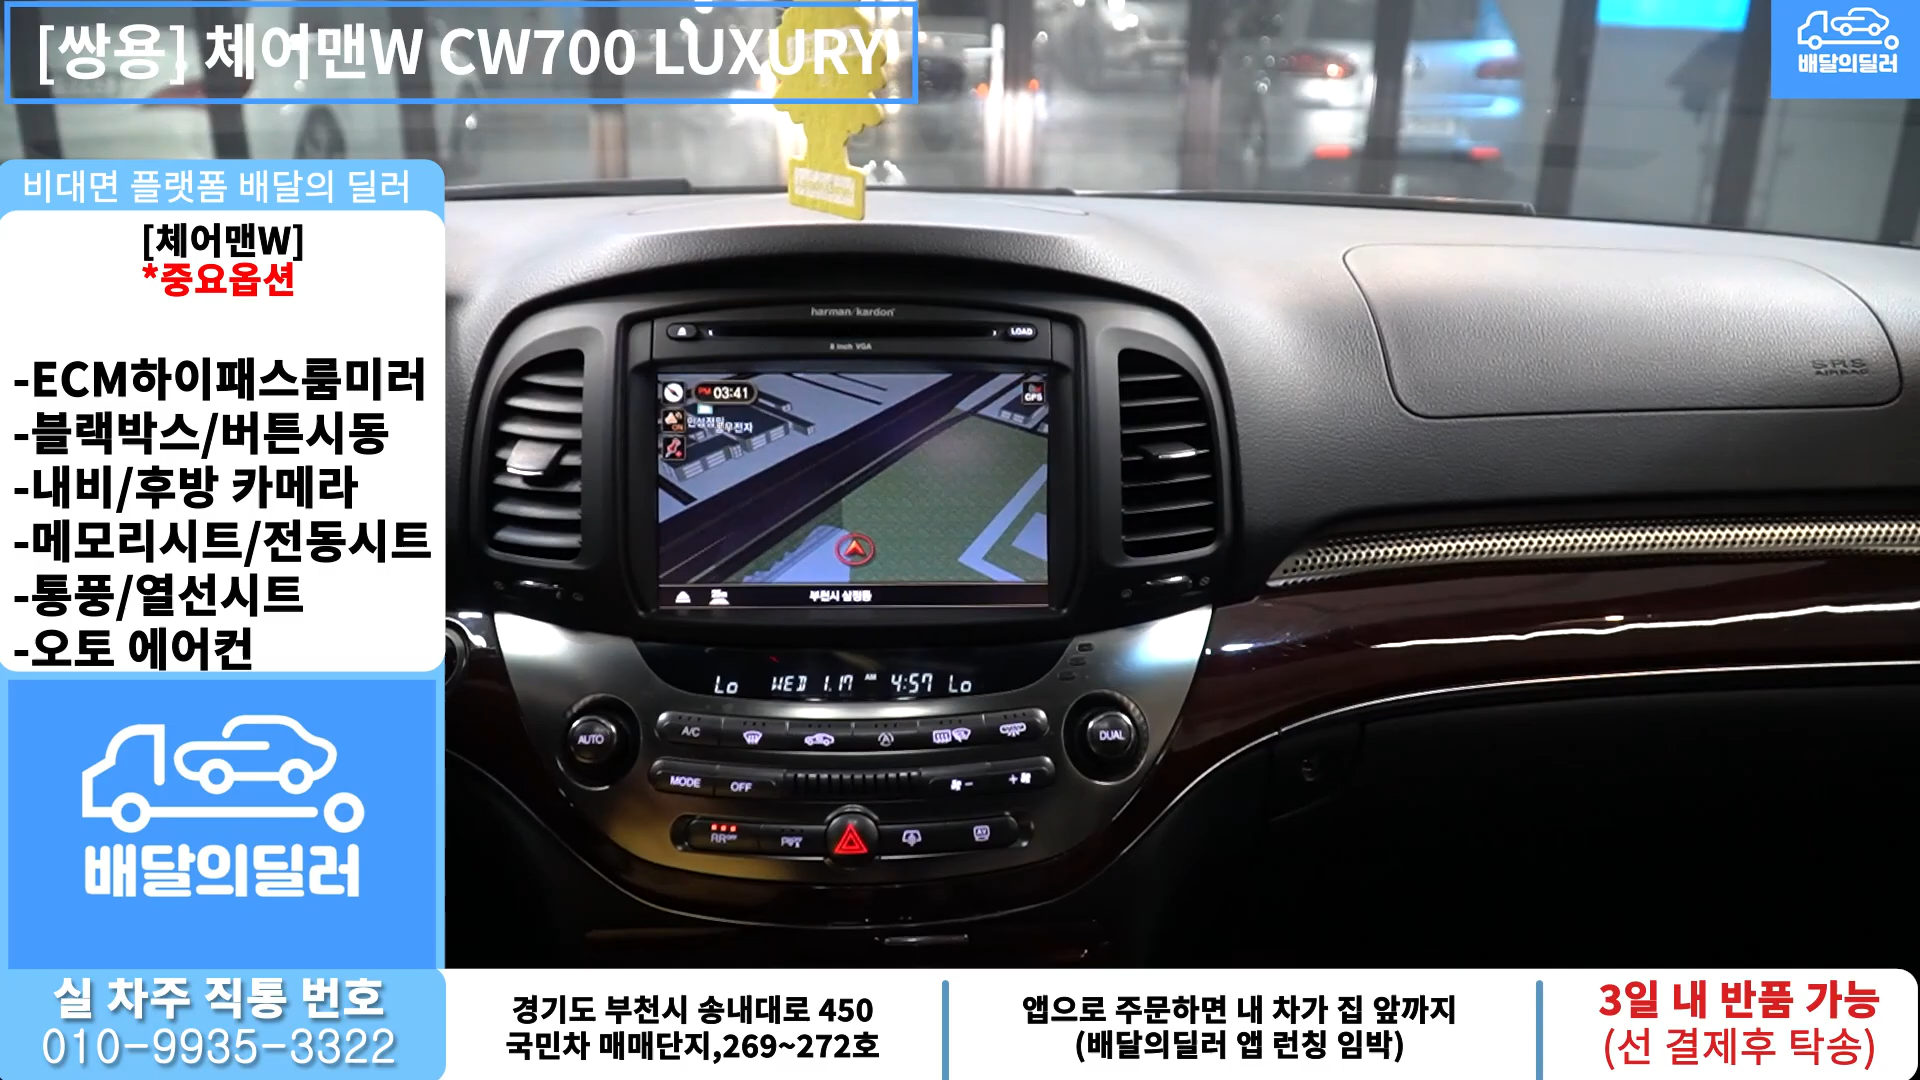 [쌍용] 체어맨W CW700 LUXURY
배달의딜러
비대면 플랫폼 배달의 딜러
[체어맨W]
*중요옵션
-ECM하이패스룸미러
-블랙박스/버튼시동
-내비/후방 카메라
-메모리시트/전동시트
-통풍/열선시트
-오토 에어컨
배달의딜러
실 차주 직통 번호
010-9935-3322
harman/kardon
LOAD
8 inch VGA
PM 03:41
GPS
ON
부천시 삼정동
SRS
AIRBAG
Lo WED 1.17 AM 4:57 Lo
AUTO
A/C
DUAL
MODE
OFF
경기도 부천시 송내대로 450
국민차 매매단지,269~272호
앱으로 주문하면 내 차가 집 앞까지
(배달의딜러 앱 런칭 임박)
3일 내 반품 가능
(선 결제후 탁송)